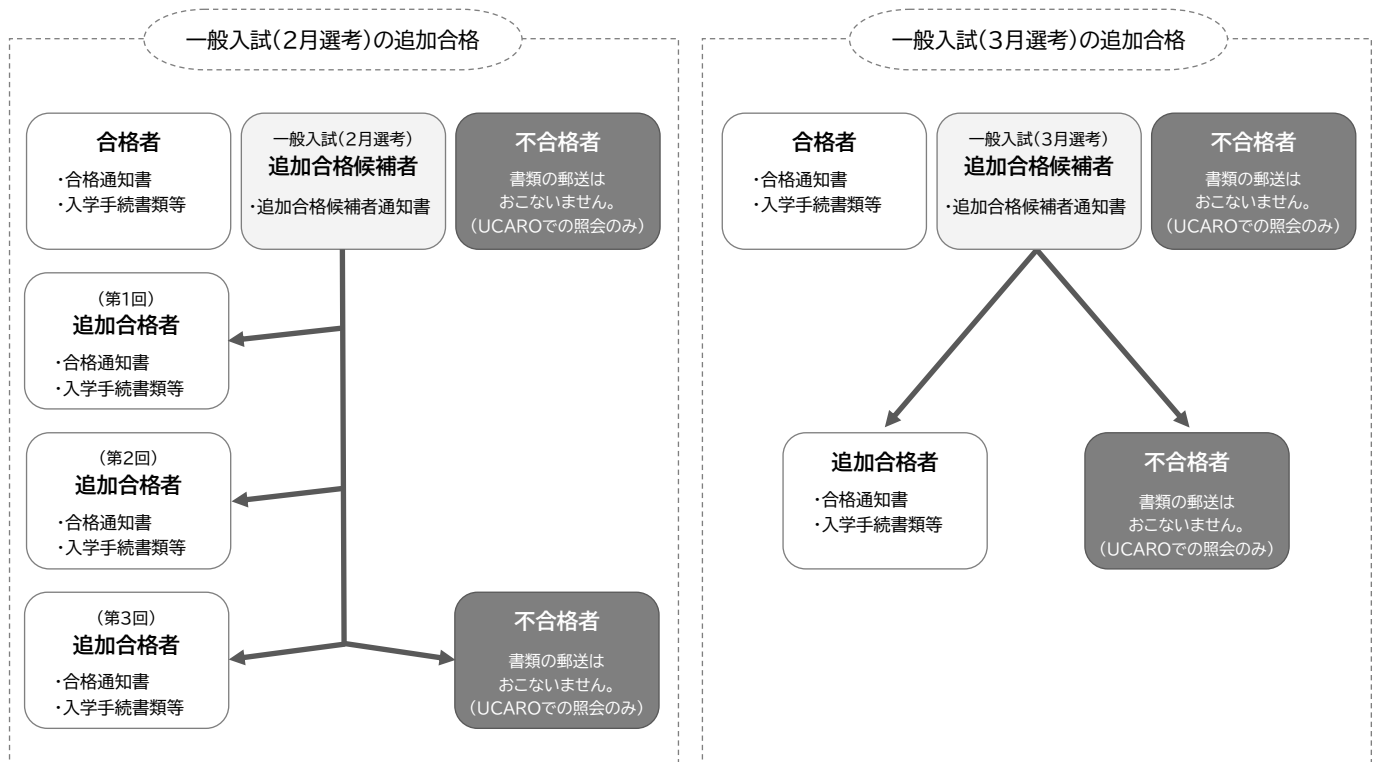 一般入試(2月選考)の追加合格
合格者
・合格通知書
・入学手続書類等
一般入試(2月選考)
追加合格候補者
・追加合格候補者通知書
不合格者
書類の郵送は
おこないません。
(UCAROでの照会のみ)
(第1回)
追加合格者
・合格通知書
・入学手続書類等
(第2回)
追加合格者
・合格通知書
・入学手続書類等
(第3回)
追加合格者
・合格通知書
・入学手続書類等
不合格者
書類の郵送は
おこないません。
(UCAROでの照会のみ)
一般入試(3月選考)の追加合格
合格者
・合格通知書
・入学手続書類等
一般入試(3月選考)
追加合格候補者
・追加合格候補者通知書
不合格者
書類の郵送は
おこないません。
(UCAROでの照会のみ)
追加合格者
・合格通知書
・入学手続書類等
不合格者
書類の郵送は
おこないません。
(UCAROでの照会のみ)